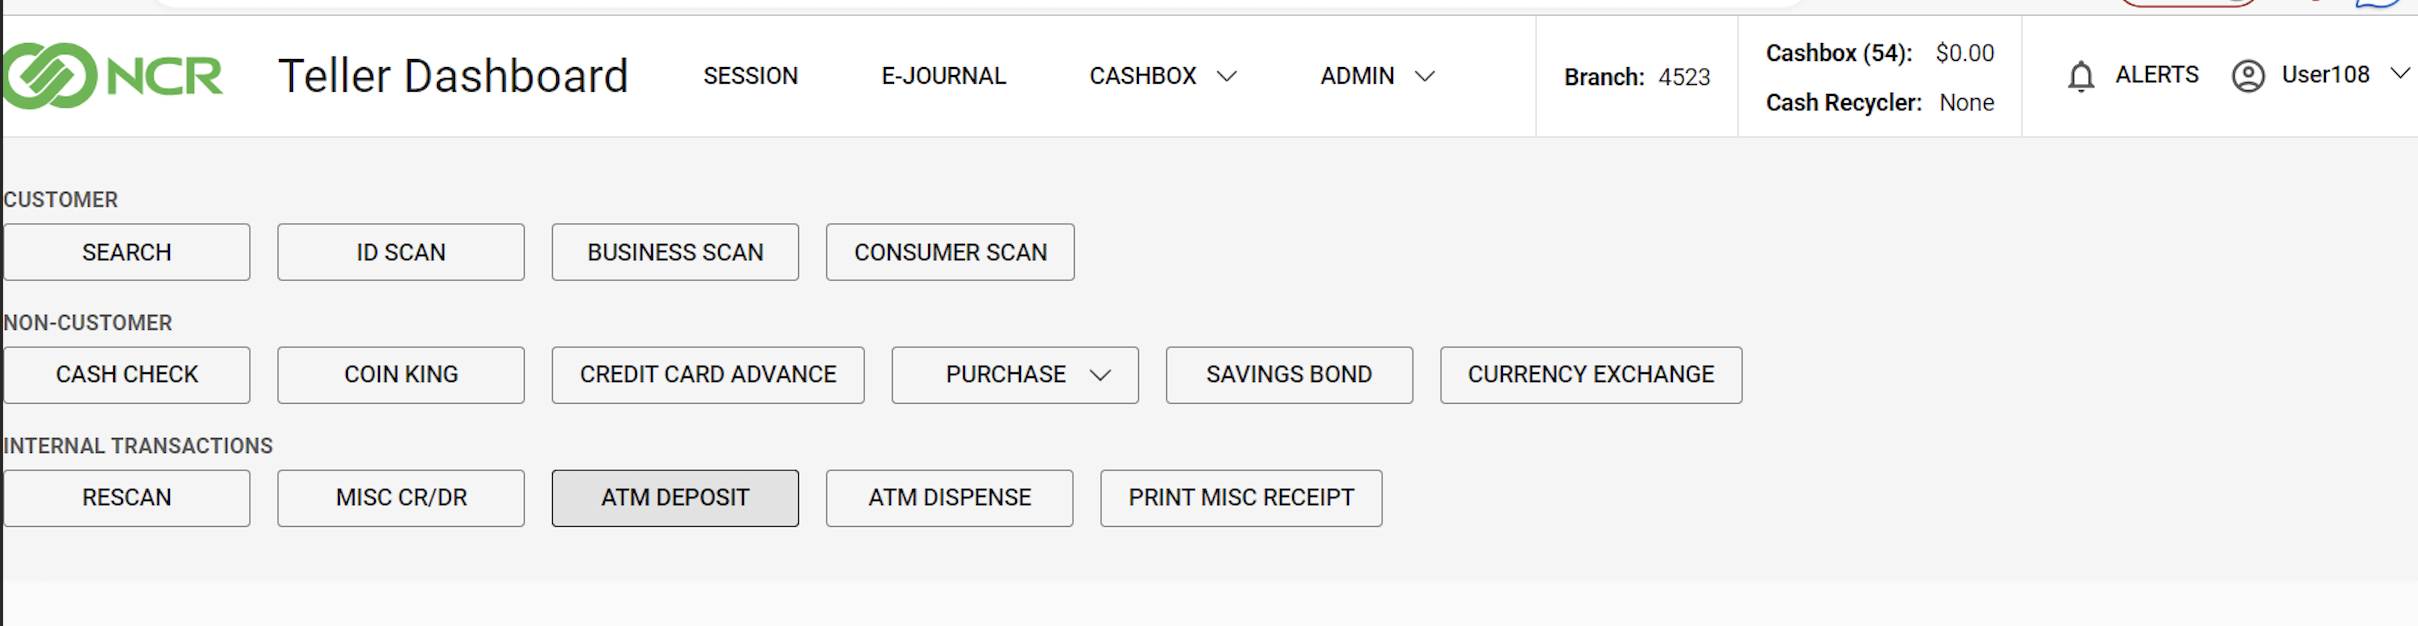 NCR Teller Dashboard SESSION E-JOURNAL CASHBOX ADMIN Branch: 4523 Cashbox (54): $0.00 ALERTS User108
Cash Recycler: None
CUSTOMER
SEARCH ID SCAN BUSINESS SCAN CONSUMER SCAN
NON-CUSTOMER
CASH CHECK COIN KING CREDIT CARD ADVANCE PURCHASE SAVINGS BOND CURRENCY EXCHANGE
INTERNAL TRANSACTIONS
RESCAN MISC CR/DR ATM DEPOSIT ATM DISPENSE PRINT MISC RECEIPT